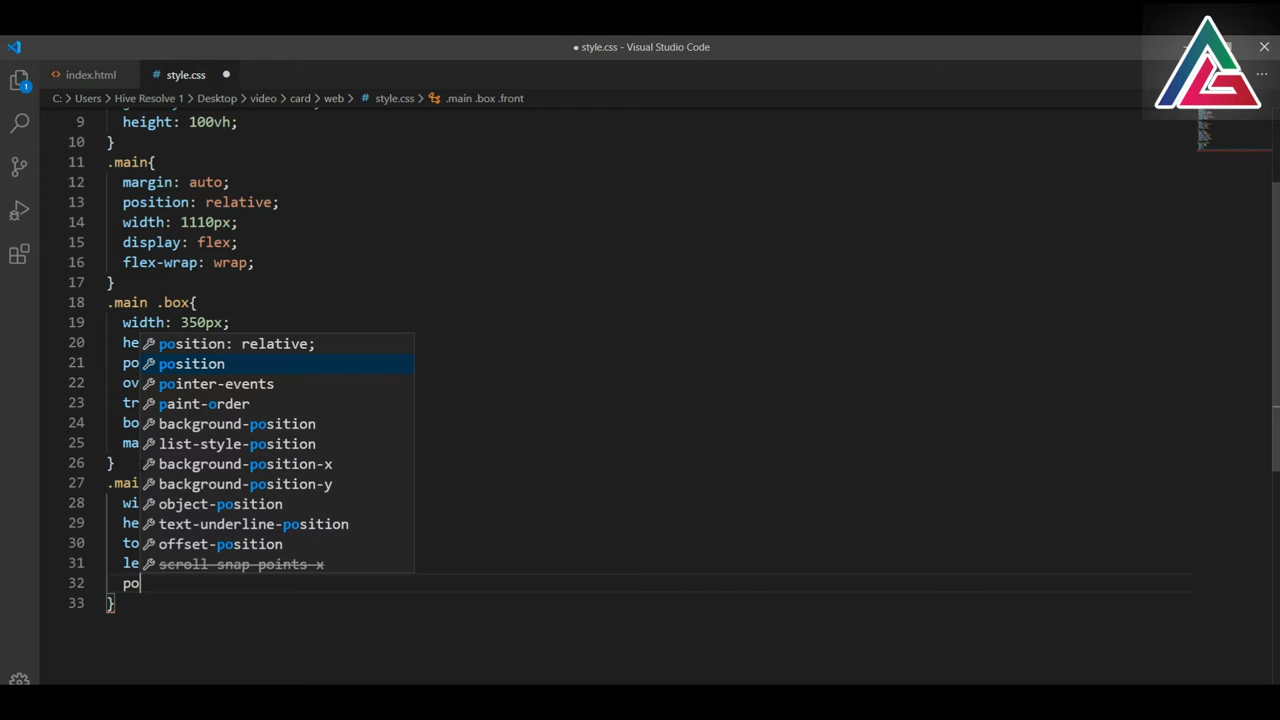 ● style.css - Visual Studio Code
index.html
style.css
C: > Users > Hive Resolve 1 > Desktop > video > card > web > style.css > .main .box .front
9 height: 100vh;
10 }
11 .main{
12 margin: auto;
13 position: relative;
14 width: 1110px;
15 display: flex;
16 flex-wrap: wrap;
17 }
18 .main .box{
19 width: 350px;
20 he position: relative;
21 po position
22 ov pointer-events
23 tr paint-order
24 bo background-position
25 ma list-style-position
26 } background-position-x
27 .mai background-position-y
28 wi object-position
29 he text-underline-position
30 to offset-position
31 le scroll-snap-points-x
32 po
33 }
1